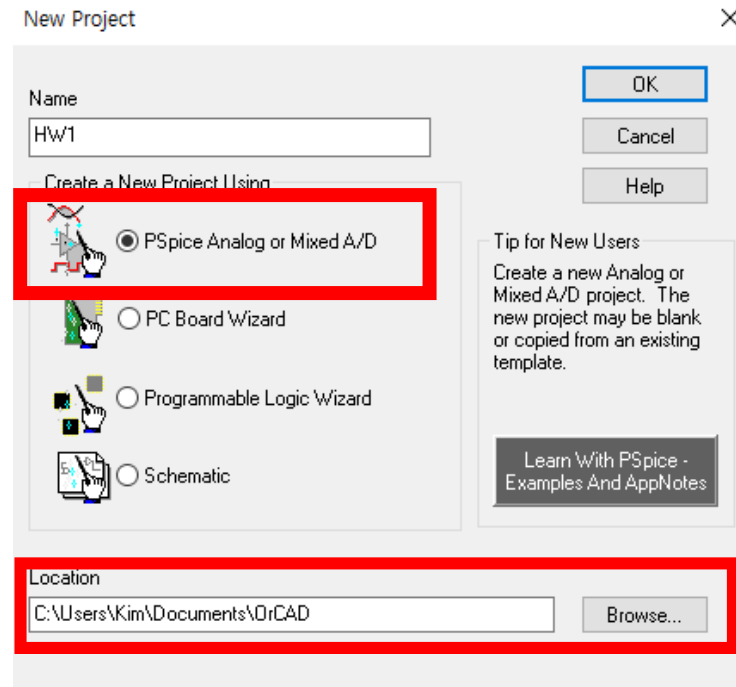 New Project
Name
HW1
OK
Cancel
Help
Create a New Project Using
PSpice Analog or Mixed A/D
PC Board Wizard
Programmable Logic Wizard
Schematic
Tip for New Users
Create a new Analog or
Mixed A/D project. The
new project may be blank
or copied from an existing
template.
Learn With PSpice -
Examples And AppNotes
Location
C:\Users\Kim\Documents\OrCAD
Browse...